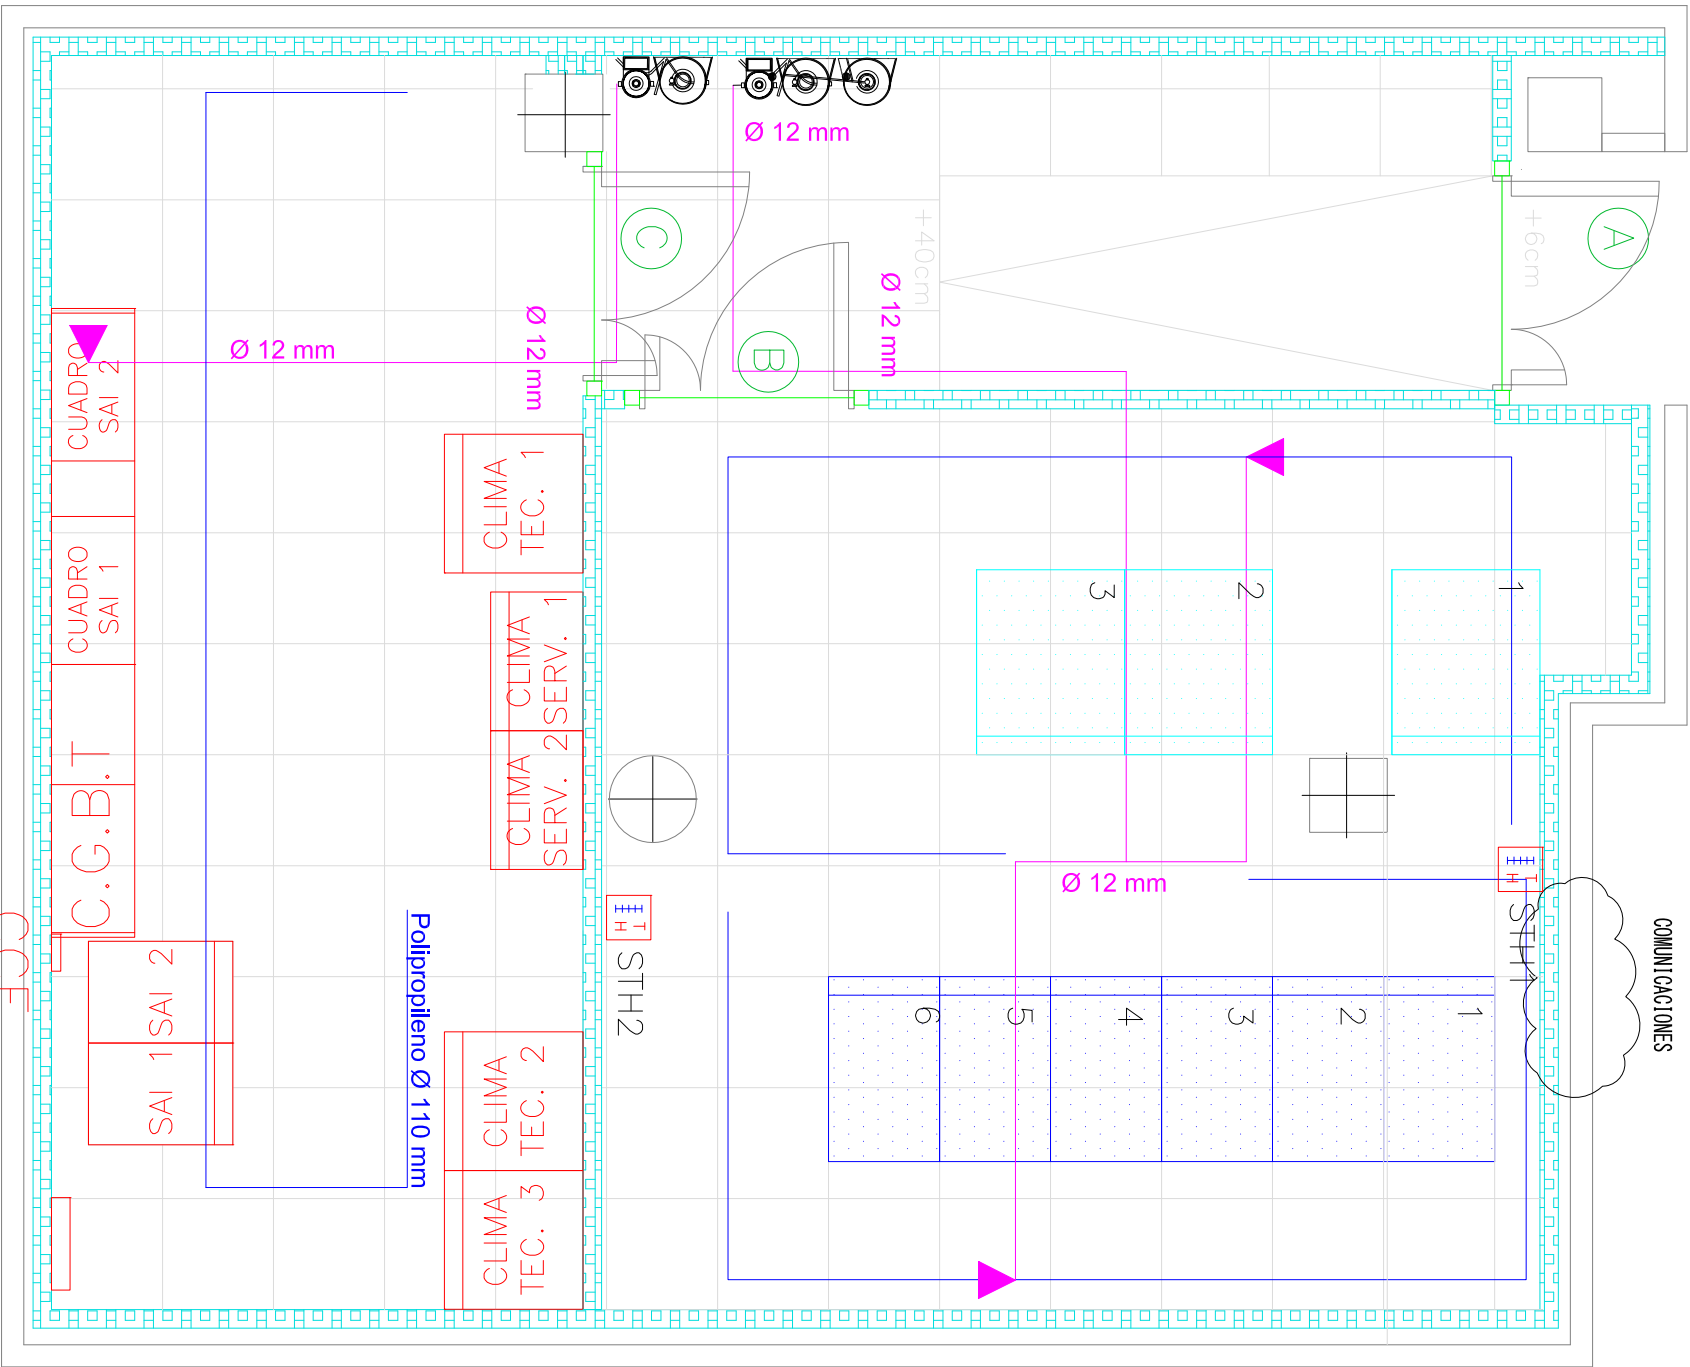 Ø 12 mm
+40cm
+6cm
A
C
B
Ø 12 mm
Ø 12 mm
Ø 12 mm
CUADRO
SAI 2
CLIMA
TEC. 1
CUADRO
SAI 1
CLIMA
SERV. 1
CLIMA
SERV. 2
3
2
1
C.G.B.T
Ø 12 mm
T
H
STH1
T
H
STH2
COMUNICACIONES
Polipropileno Ø 110 mm
SAI 2
SAI 1
6
5
4
3
2
1
CLIMA
TEC. 2
CLIMA
TEC. 3